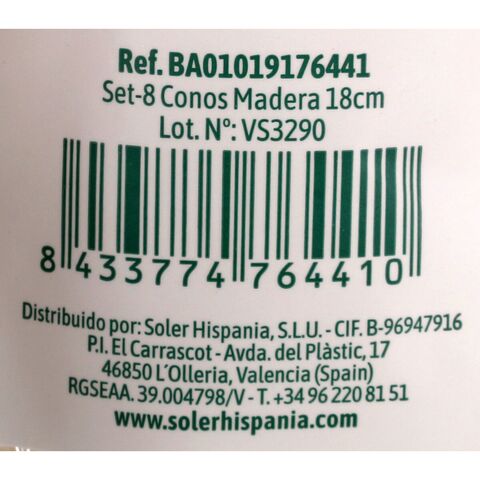 Ref. BA01019176441
Set-8 Conos Madera 18cm
Lot. Nº: VS3290
8 433774 764410
Distribuido por: Soler Hispania, S.L.U. - CIF. B-96947916
P.I. El Carrascot - Avda. del Plàstic, 17
46850 L´Olleria, Valencia (Spain)
RGSEAA. 39.004798/V - T. +34 96 220 81 51
www.solerhispania.com